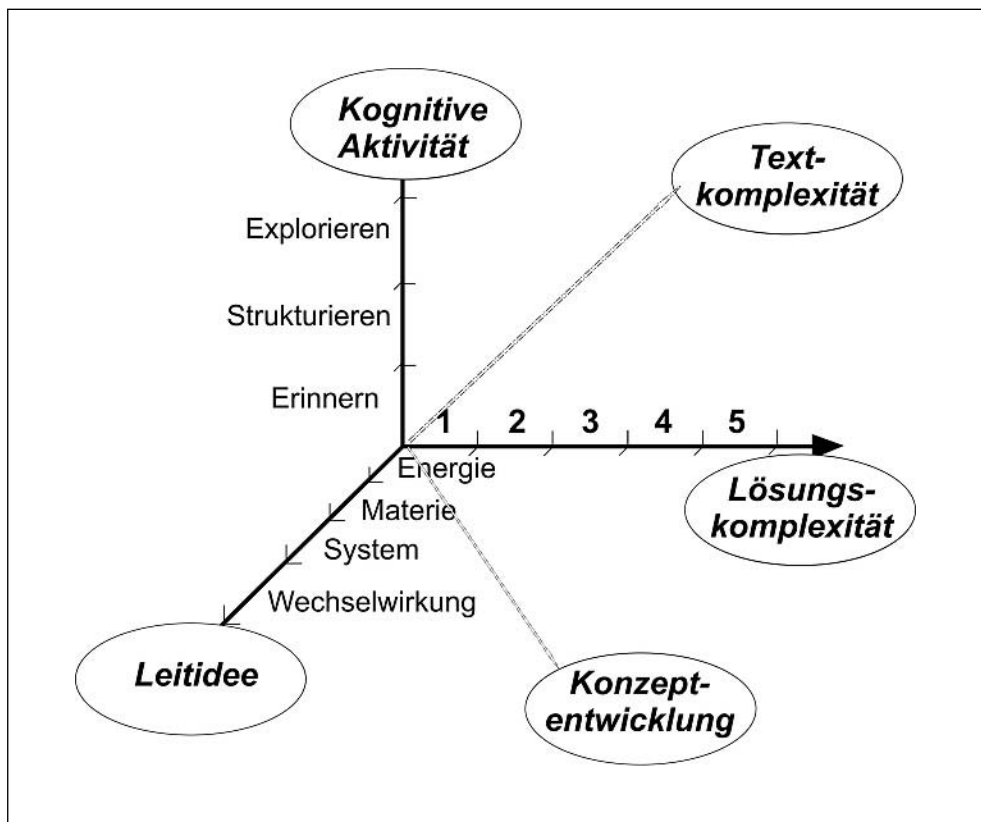 Kognitive
Aktivität
Text-
komplexität
Explorieren
Strukturieren
Erinnern
1 2 3 4 5
Energie
Materie
System
Wechselwirkung
Lösungs-
komplexität
Leitidee
Konzept-
entwicklung